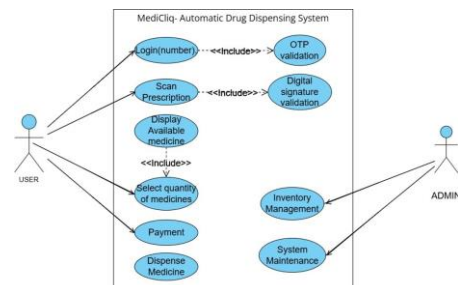 MediCliq- Automatic Drug Dispensing System
Login(number)
<<Include>>
OTP
validation
Scan
Prescription
<<Include>>
Digital
signature
validation
Display
Available
medicine
<<Include>>
USER
Select quantity
of medicines
Inventory
Management
ADMIN
Payment
System
Maintenance
Dispense
Medicine